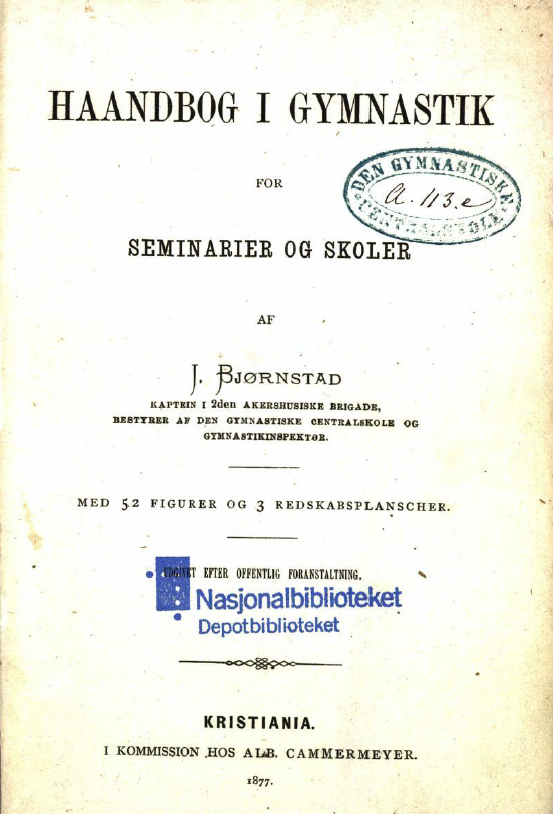 HAANDBOG I GYMNASTIK
FOR
DEN GYMNASTISKE
CENTRALSKOLE
a. 113.e
SEMINARIER OG SKOLER
AF
J. BJØRNSTAD
KAPTEIN I 2den AKERSHUSISKE BRIGADE,
BESTYRER AF DEN GYMNASTISKE CENTRALSKOLE OG
GYMNASTIKINSPEKTØR.
MED 52 FIGURER OG 3 REDSKABSPLANSCHER.
UDGIVET EFTER OFFENTLIG FORANSTALTNING.
Nasjonalbiblioteket
Depotbiblioteket
KRISTIANIA.
I KOMMISSION HOS ALB. CAMMERMEYER.
1877.